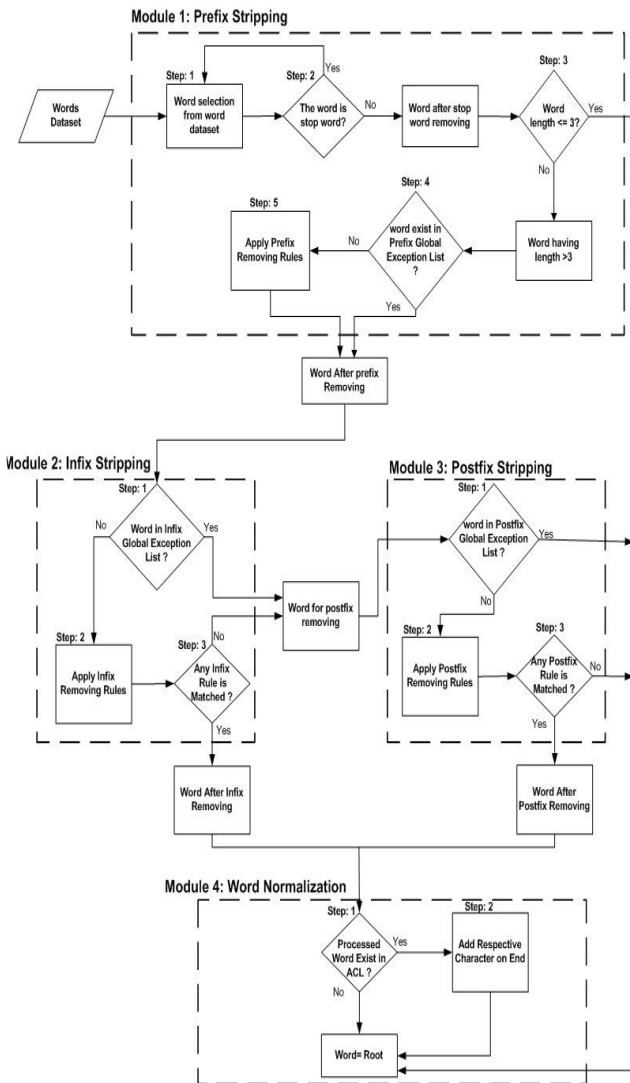 Module 1: Prefix Stripping
Words
Dataset
Step: 1
Word selection
from word
dataset
Yes
Step: 2
The word is
stop word?
No
Word after stop
word removing
Step: 3
Word
length <= 3?
Yes
No
Word having
length >3
Step: 4
word exist in
Prefix Global
Exception List
?
No
Yes
Step: 5
Apply Prefix
Removing Rules
Word After prefix
Removing
Module 2: Infix Stripping
Step: 1
Word in Infix
Global Exception
List ?
No
Yes
Step: 2
Apply Infix
Removing Rules
Step: 3
Any Infix
Rule is
Matched ?
No
Yes
Word for postfix
removing
Word After Infix
Removing
Module 3: Postfix Stripping
Step: 1
word in Postfix
Global Exception
List ?
Yes
No
Step: 2
Apply Postfix
Removing Rules
Step: 3
Any Postfix
Rule is
Matched ?
No
Yes
Word After
Postfix Removing
Module 4: Word Normalization
Step: 1
Processed
Word Exist in
ACL ?
Yes
No
Step: 2
Add Respective
Character on End
Word= Root